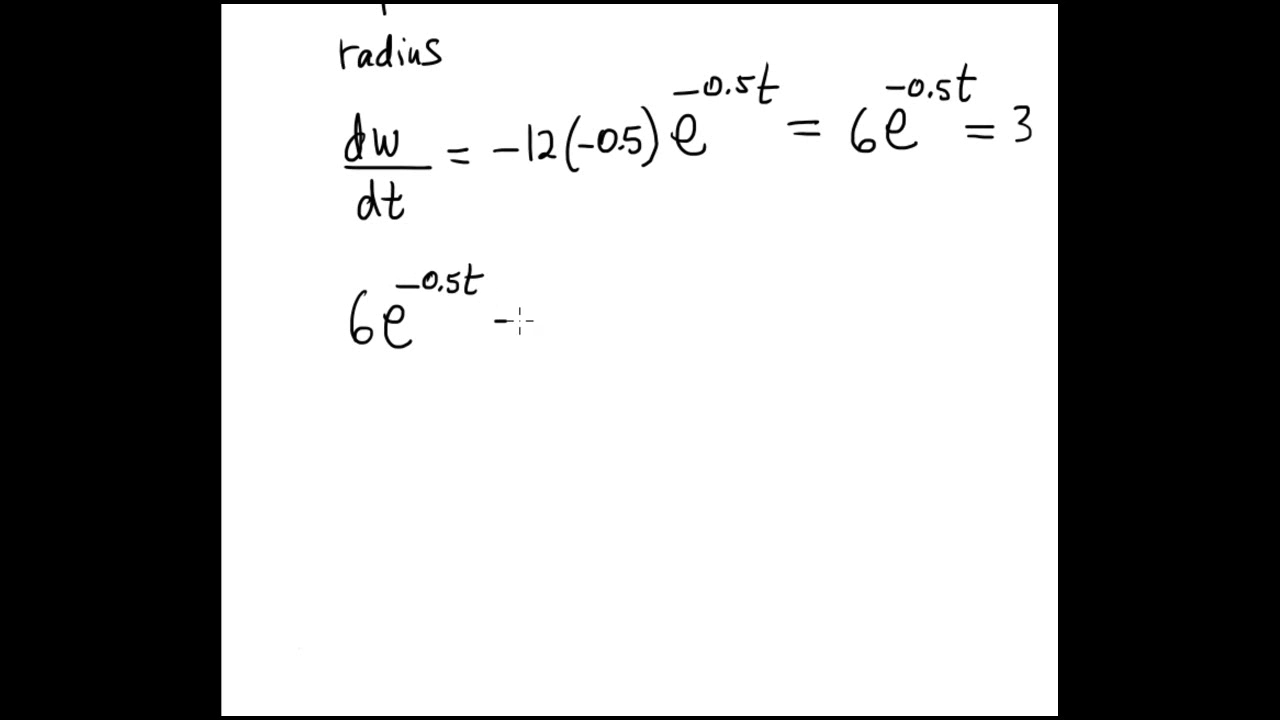 radius
dw/dt = -12(-0.5)e^{-0.5t} = 6e^{-0.5t} = 3
6e^{-0.5t} -